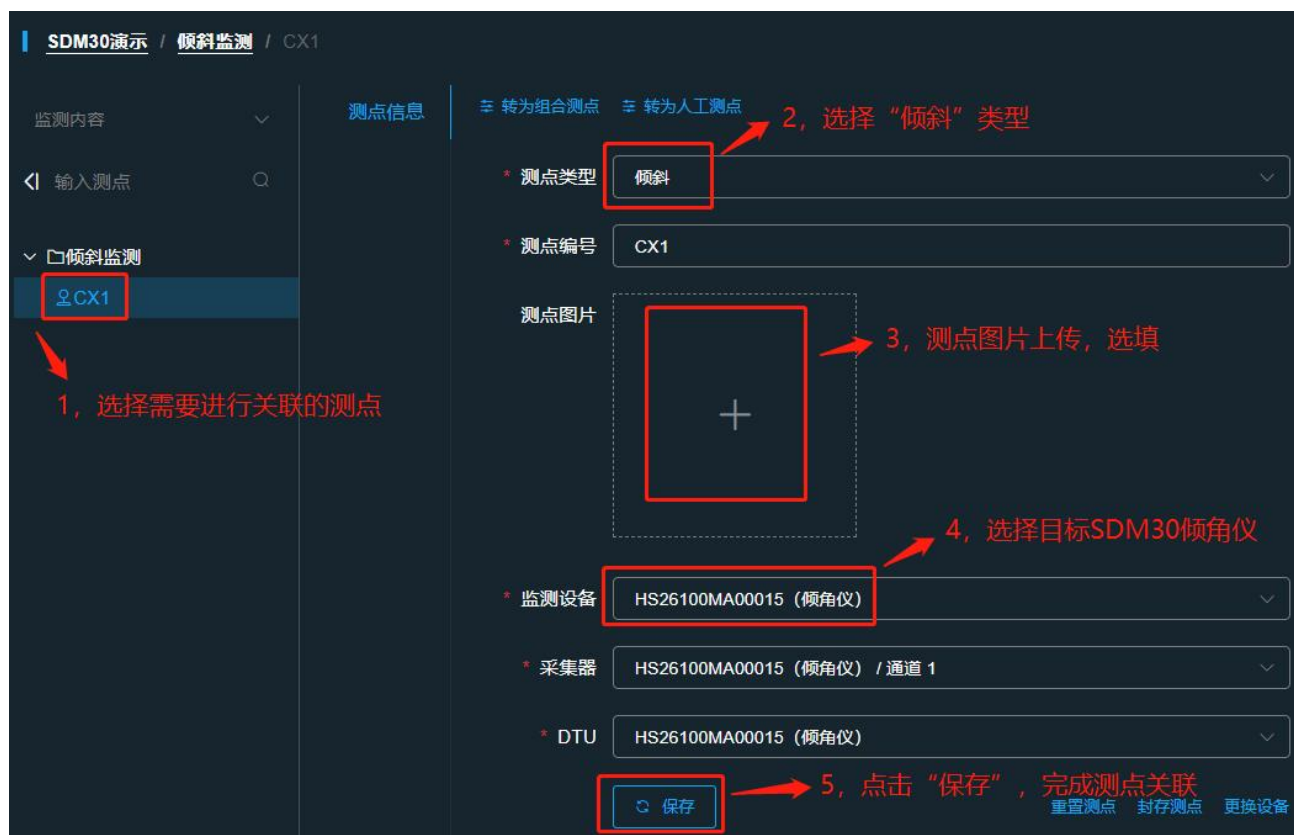 SDM30演示 / 倾斜监测 / CX1
监测内容
输入测点
倾斜监测
CX1
1，选择需要进行关联的测点
测点信息
转为组合测点 转为人工测点
2，选择“倾斜”类型
* 测点类型 倾斜
* 测点编号 CX1
测点图片
3，测点图片上传，选填
4，选择目标SDM30倾角仪
* 监测设备 HS26100MA00015（倾角仪）
* 采集器 HS26100MA00015（倾角仪） / 通道 1
* DTU HS26100MA00015（倾角仪）
保存
5，点击“保存”，完成测点关联
重置测点 封存测点 更换设备